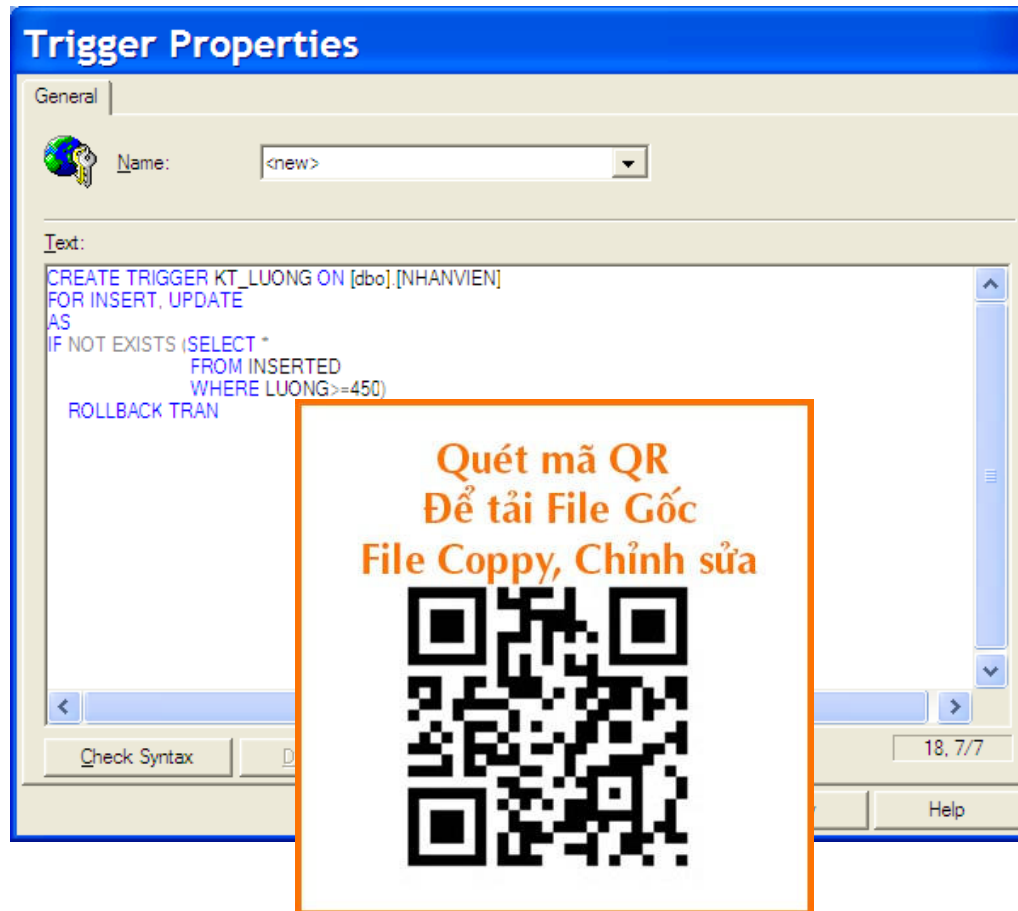 Trigger Properties
General
Name:
<new>
Text:
CREATE TRIGGER KT_LUONG ON [dbo].[NHANVIEN]
FOR INSERT, UPDATE
AS
IF NOT EXISTS (SELECT *
FROM INSERTED
WHERE LUONG>=450)
ROLLBACK TRAN
Quét mã QR
Để tải File Gốc
File Coppy, Chỉnh sửa
Check Syntax
18, 7/7
Help